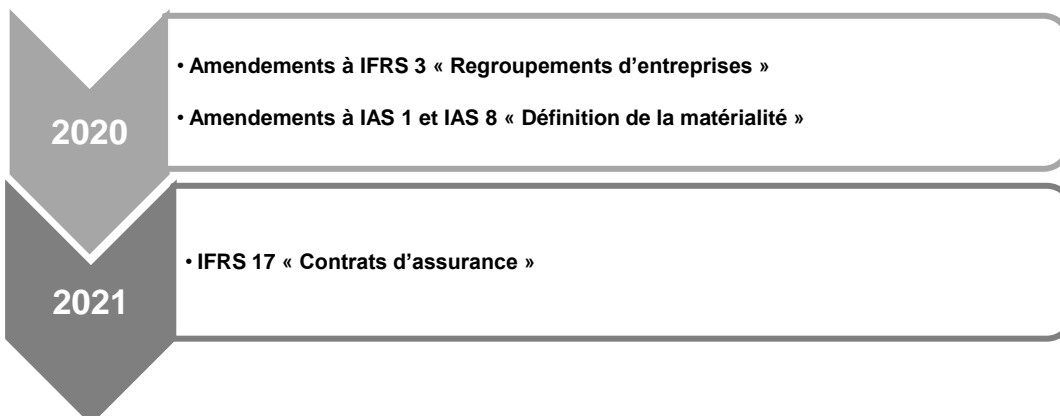 2020
• Amendements à IFRS 3 « Regroupements d’entreprises »
• Amendements à IAS 1 et IAS 8 « Définition de la matérialité »
2021
• IFRS 17 « Contrats d’assurance »